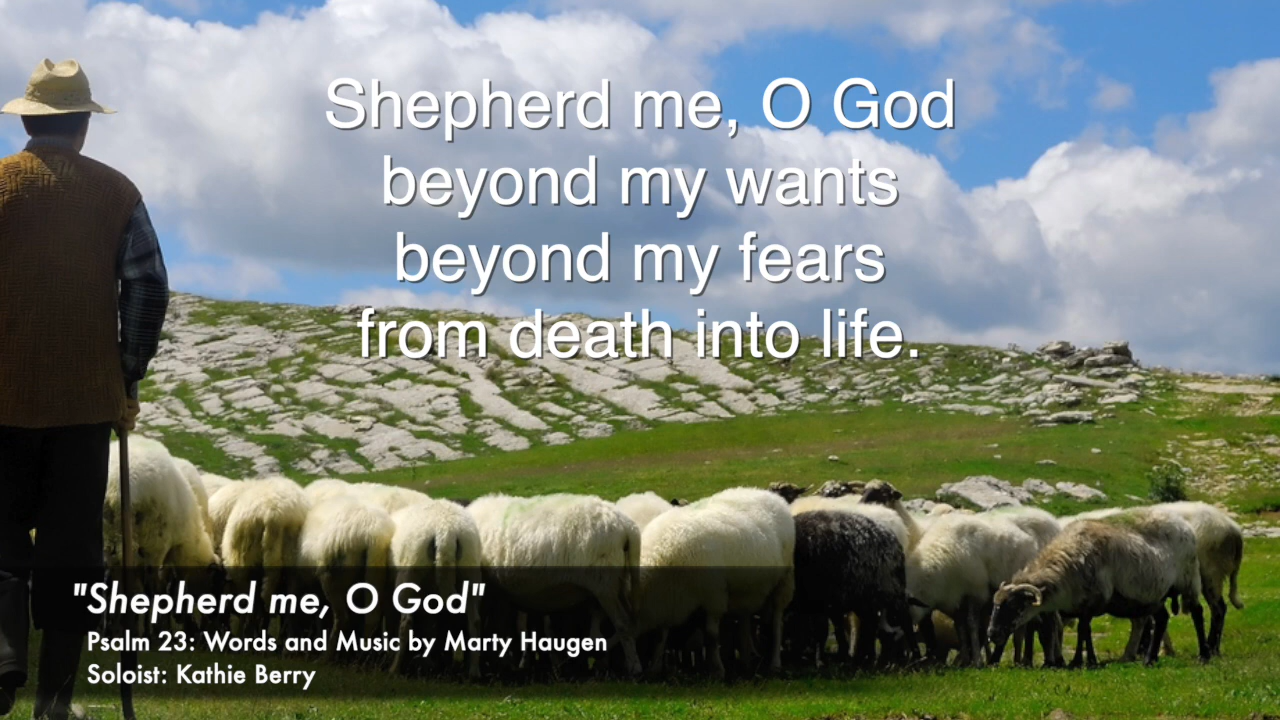 Shepherd me, O God
beyond my wants
beyond my fears
from death into life.
"Shepherd me, O God"
Psalm 23: Words and Music by Marty Haugen
Soloist: Kathie Berry